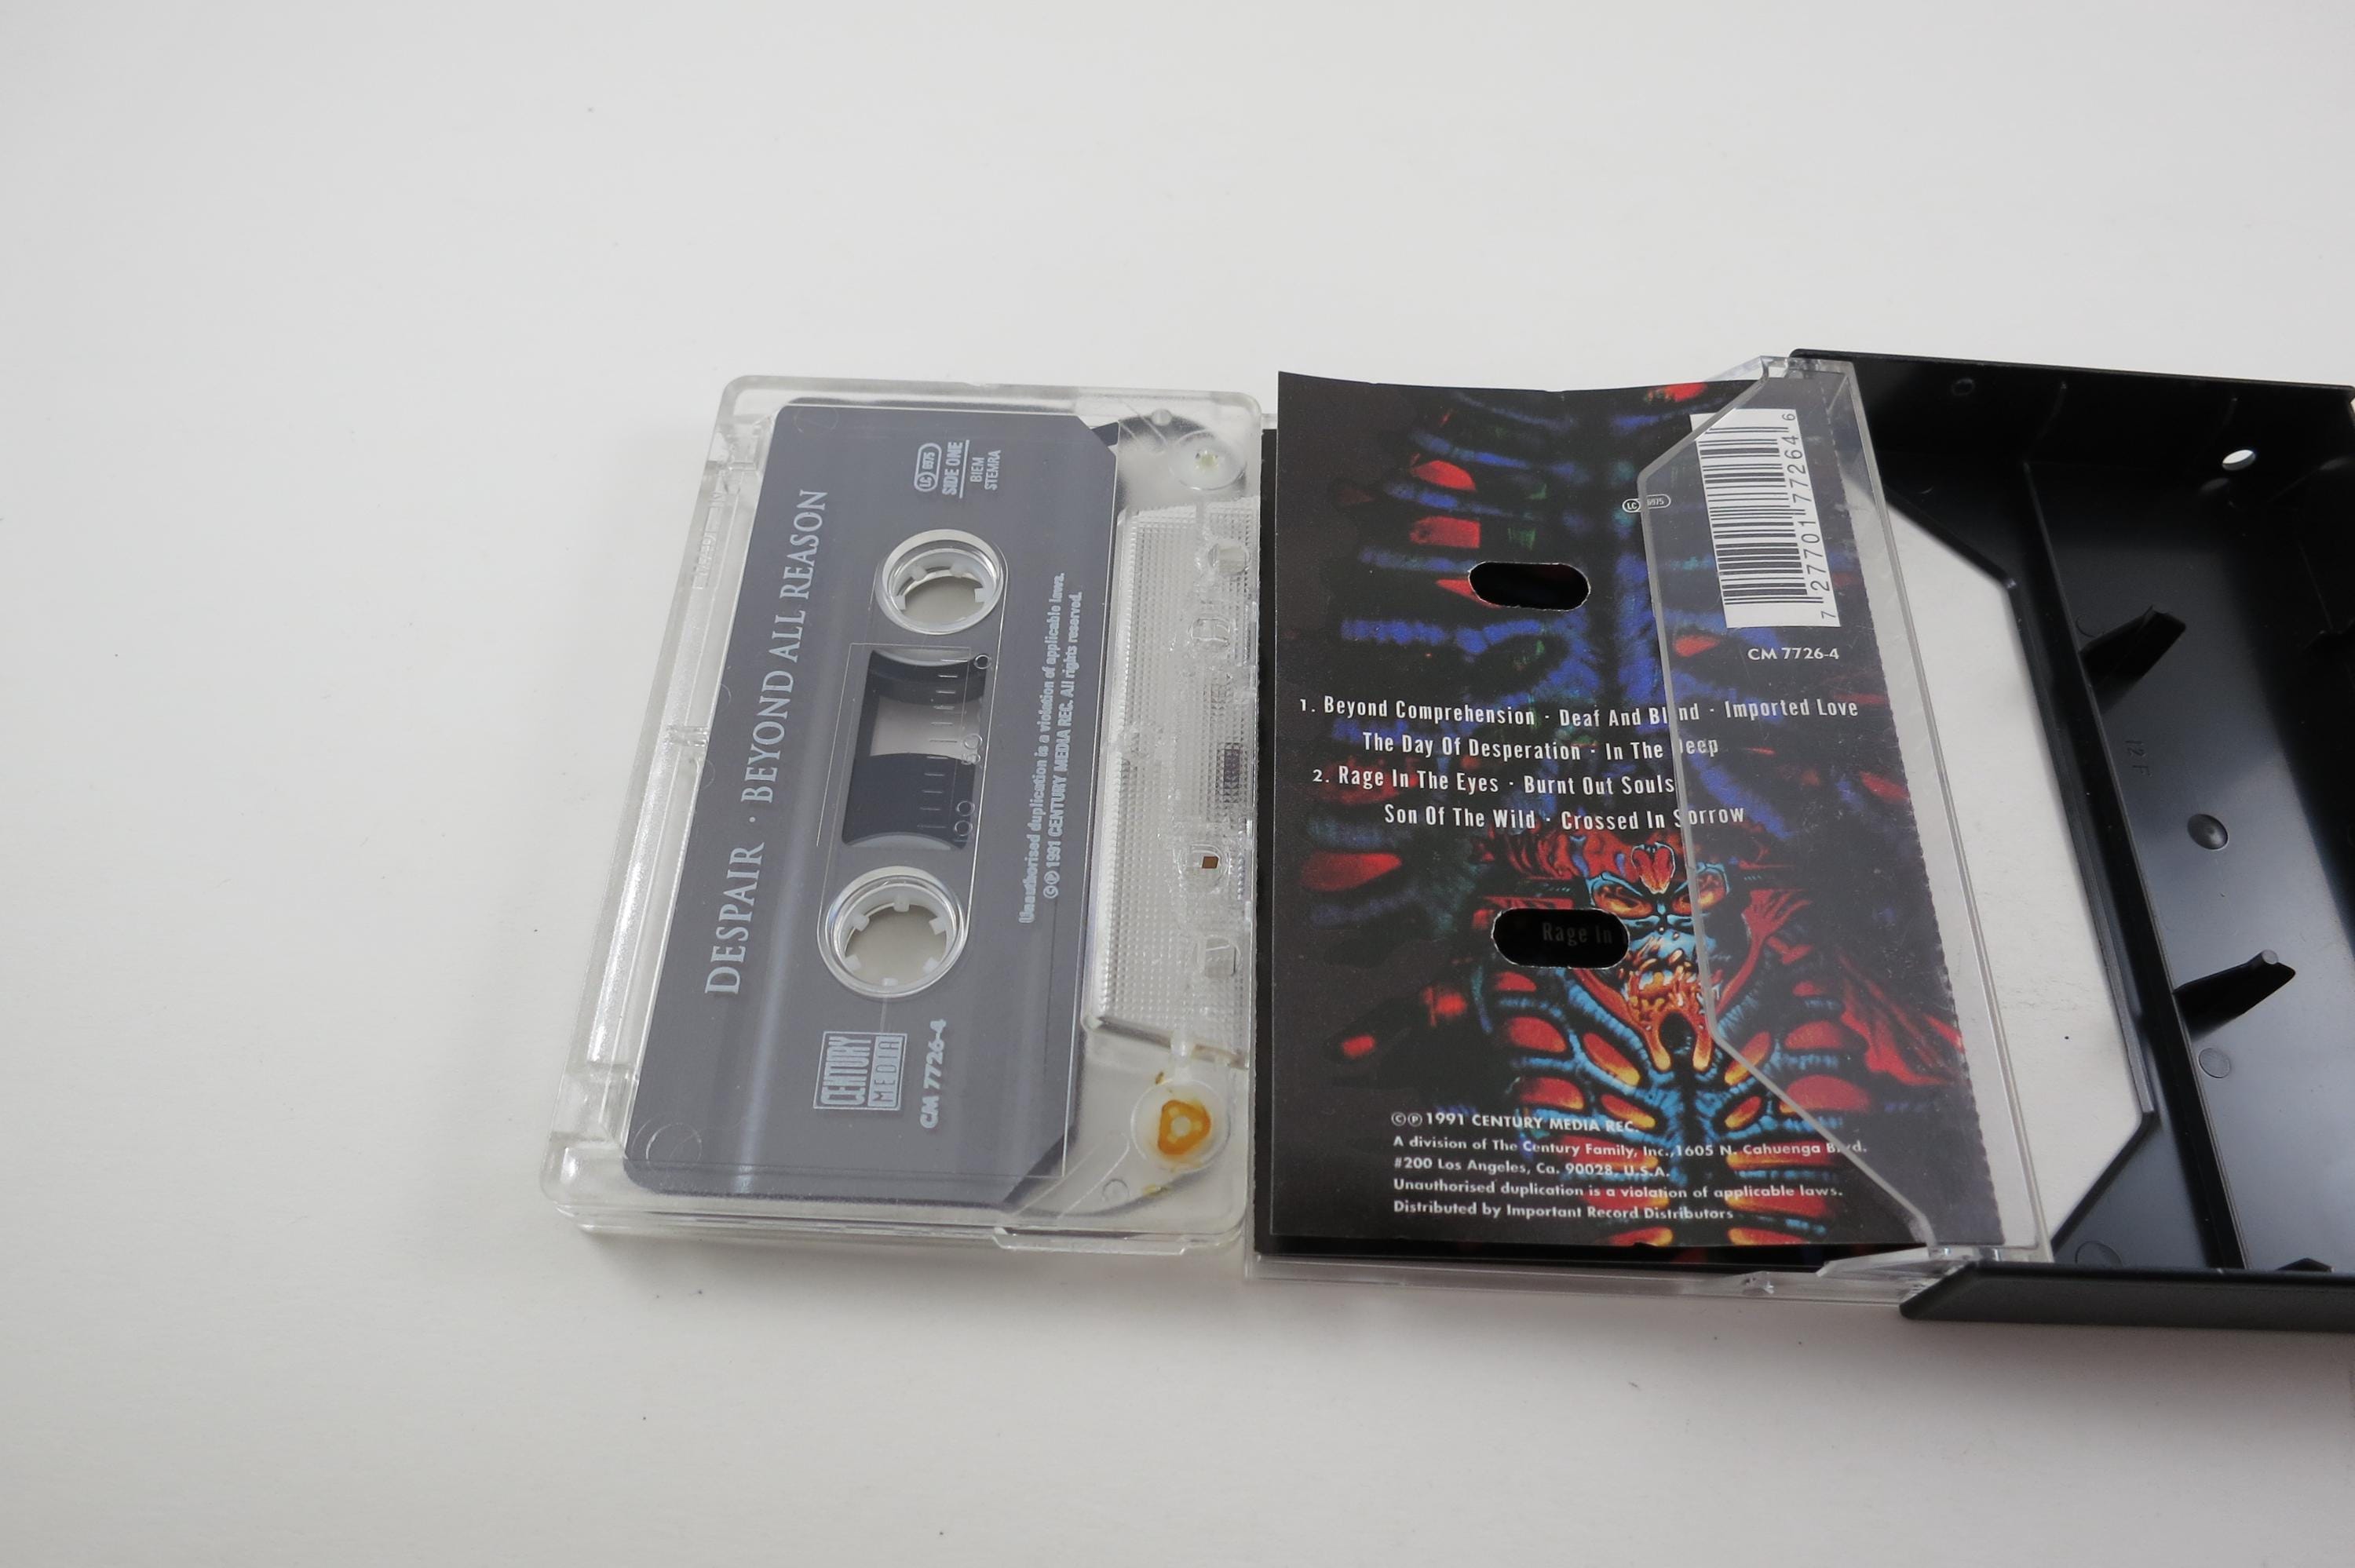 DESPAIR · BEYOND ALL REASON
LC 6975
SIDE ONE
BIEM
STEMRA
0
50
100
Unauthorised duplication is a violation of applicable laws.
©℗ 1991 CENTURY MEDIA REC. All rights reserved.
CENTURY
MEDIA
CM 7726-4
LC 6975
7 27701 77264 6
CM 7726-4
1. Beyond Comprehension · Deaf And Blind · Imported Love
The Day Of Desperation · In The Deep
2. Rage In The Eyes · Burnt Out Souls
Son Of The Wild · Crossed In Sorrow
Rage In
©℗ 1991 CENTURY MEDIA REC.
A division of The Century Family, Inc., 1605 N. Cahuenga Blvd.
#200 Los Angeles, Ca. 90028, U.S.A.
Unauthorised duplication is a violation of applicable laws.
Distributed by Important Record Distributors